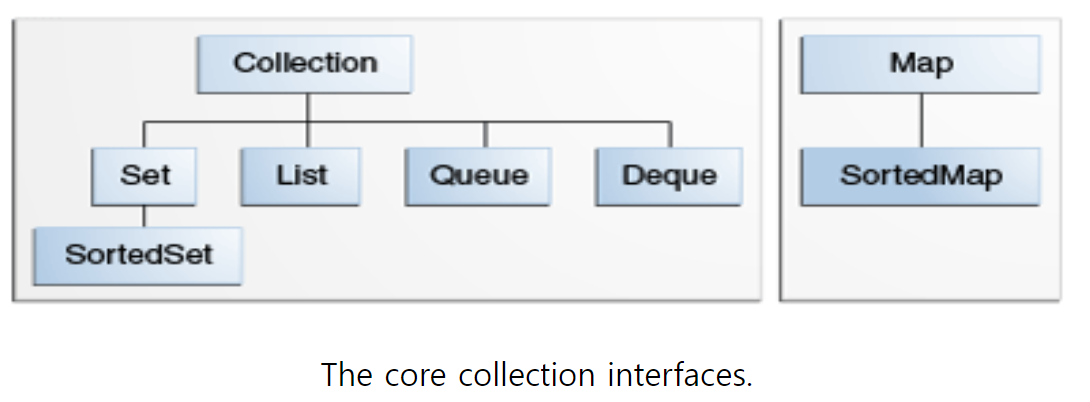 Collection
Map
Set
List
Queue
Deque
SortedMap
SortedSet
The core collection interfaces.